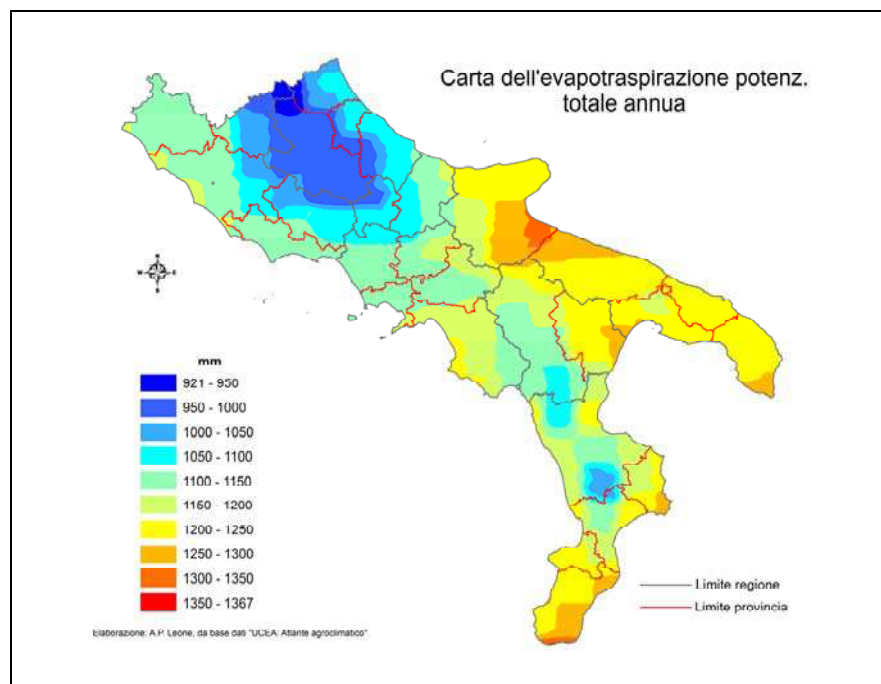 Carta dell'evapotraspirazione potenz.
totale annua
N
W
E
S
mm
921 - 950
950 - 1000
1000 - 1050
1050 - 1100
1100 - 1150
1150 - 1200
1200 - 1250
1250 - 1300
1300 - 1350
1350 - 1367
Limite regione
Limite provincia
Elaborazione: A.P. Leone, da base dati "UCEA: Atlante agroclimatico"